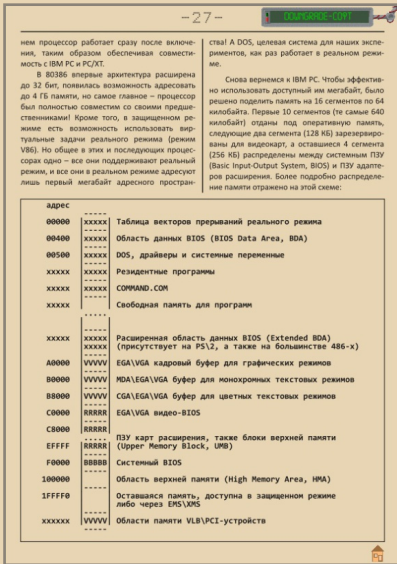 -27-
DOWNGRADE-СОРТ
нем процессор работает сразу после включе-
ния, таким образом обеспечивая совмести-
мость с IBM PC и PC/XT.
В 80386 впервые архитектура расширена
до 32 бит, появилась возможность адресовать
до 4 ГБ памяти, но самое главное – процессор
был полностью совместим со своими предше-
ственниками! Кроме того, в защищенном ре-
жиме есть возможность использовать вир-
туальные задачи реального режима (режим
V86). Но общее в этих и последующих процес-
сорах одно – все они поддерживают реальный
режим, и все они в реальном режиме адресуют
лишь первый мегабайт адресного простран-
ства! А DOS, целевая система для наших экспе-
риментов, как раз работает в реальном режи-
ме.
Снова вернемся к IBM PC. Чтобы эффектив-
но использовать доступный им мегабайт, было
решено поделить память на 16 сегментов по 64
килобайта. Первые 10 сегментов (те самые 640
килобайт) отданы под оперативную память,
следующие два сегмента (128 КБ) зарезервиро-
ваны для видеокарт, а оставшиеся 4 сегмента
(256 КБ) распределены между системным ПЗУ
(Basic Input-Output System, BIOS) и ПЗУ адапте-
ров расширения. Более подробно распределе-
ние памяти отражено на этой схеме:
адрес
-----
00000 |xxxxx| Таблица векторов прерываний реального режима
-----
00400 |xxxxx| Область данных BIOS (BIOS Data Area, BDA)
-----
00500 |xxxxx| DOS, драйверы и системные переменные
-----
xxxxx |xxxxx| Резидентные программы
-----
xxxxx |xxxxx| COMMAND.COM
-----
xxxxx | | Свободная память для программ
.....
-----
xxxxx |xxxxx| Расширенная область данных BIOS (Extended BDA)
|xxxxx| (присутствует на PS\2, а также на большинстве 486-х)
-----
A0000 |VVVVV| EGA\VGA кадровый буфер для графических режимов
-----
B0000 |VVVVV| MDA\EGA\VGA буфер для монохромных текстовых режимов
-----
B8000 |VVVVV| CGA\EGA\VGA буфер для цветных текстовых режимов
-----
C0000 |RRRRR| EGA\VGA видео-BIOS
-----
C8000 |RRRRR|
..... ПЗУ карт расширения, также блоки верхней памяти
EFFFF |RRRRR| (Upper Memory Block, UMB)
-----
F0000 |BBBBB| Системный BIOS
-----
100000 | | Область верхней памяти (High Memory Area, HMA)
-----
1FFFF0 | | Оставшаяся память, доступна в защищенном режиме
либо через EMS\XMS
-----
xxxxxx |VVVVV| Области памяти VLB\PCI-устройств
-----